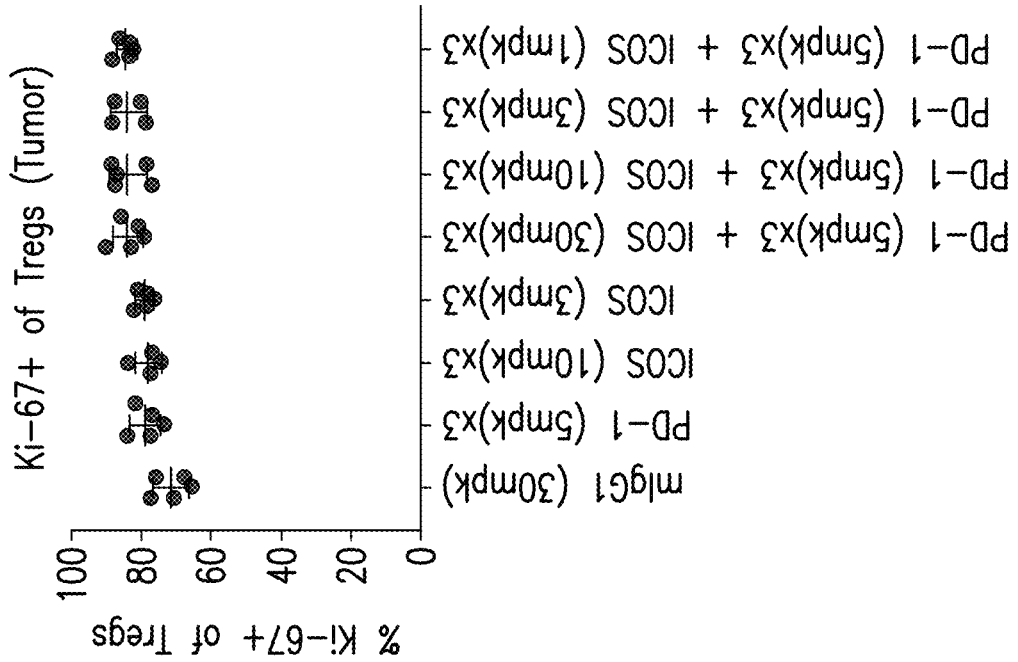 Ki-67+ of Tregs (Tumor)
% Ki-67+ of Tregs
100
80
60
40
20
0
mIgG1 (30mpk)
PD-1 (5mpk)x3
ICOS (10mpk)x3
ICOS (3mpk)x3
PD-1 (5mpk)x3 + ICOS (30mpk)x3
PD-1 (5mpk)x3 + ICOS (10mpk)x3
PD-1 (5mpk)x3 + ICOS (3mpk)x3
PD-1 (5mpk)x3 + ICOS (1mpk)x3